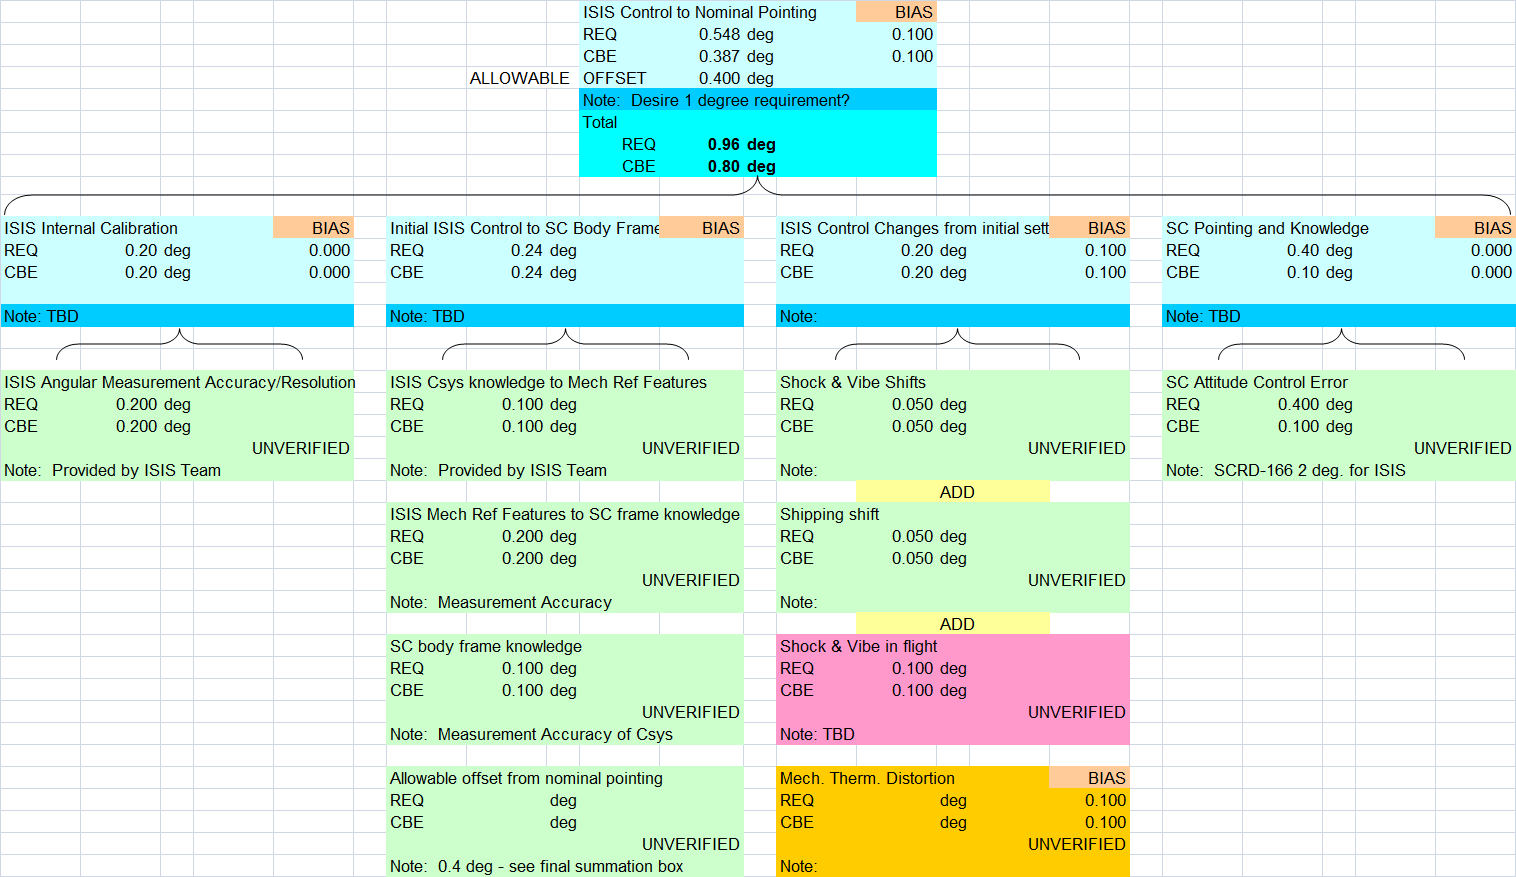 ISIS Control to Nominal Pointing BIAS
REQ 0.548 deg 0.100
CBE 0.387 deg 0.100
ALLOWABLE OFFSET 0.400 deg
Note: Desire 1 degree requirement?
Total
REQ 0.96 deg
CBE 0.80 deg
ISIS Internal Calibration BIAS
REQ 0.20 deg 0.000
CBE 0.20 deg 0.000
Note: TBD
ISIS Angular Measurement Accuracy/Resolution
REQ 0.200 deg
CBE 0.200 deg
UNVERIFIED
Note: Provided by ISIS Team
Initial ISIS Control to SC Body Frame BIAS
REQ 0.24 deg
CBE 0.24 deg
Note: TBD
ISIS Csys knowledge to Mech Ref Features
REQ 0.100 deg
CBE 0.100 deg
UNVERIFIED
Note: Provided by ISIS Team
ISIS Mech Ref Features to SC frame knowledge
REQ 0.200 deg
CBE 0.200 deg
UNVERIFIED
Note: Measurement Accuracy
SC body frame knowledge
REQ 0.100 deg
CBE 0.100 deg
UNVERIFIED
Note: Measurement Accuracy of Csys
Allowable offset from nominal pointing
REQ deg
CBE deg
UNVERIFIED
Note: 0.4 deg - see final summation box
ISIS Control Changes from initial sett BIAS
REQ 0.20 deg 0.100
CBE 0.20 deg 0.100
Note:
Shock & Vibe Shifts
REQ 0.050 deg
CBE 0.050 deg
UNVERIFIED
Note:
ADD
Shipping shift
REQ 0.050 deg
CBE 0.050 deg
UNVERIFIED
Note:
ADD
Shock & Vibe in flight
REQ 0.100 deg
CBE 0.100 deg
UNVERIFIED
Note: TBD
Mech. Therm. Distortion BIAS
REQ deg 0.100
CBE deg 0.100
UNVERIFIED
Note:
SC Pointing and Knowledge BIAS
REQ 0.40 deg 0.000
CBE 0.10 deg 0.000
Note: TBD
SC Attitude Control Error
REQ 0.400 deg
CBE 0.100 deg
UNVERIFIED
Note: SCRD-166 2 deg. for ISIS